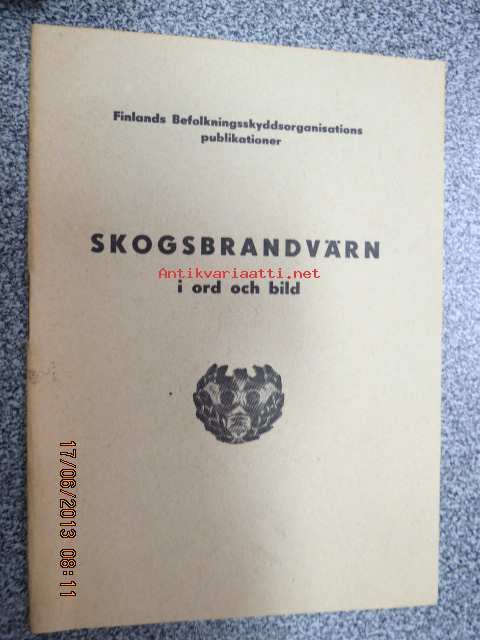 Finlands Befolkningsskyddsorganisations
publikationer
SKOGSBRANDVÄRN
Antikvariaatti.net
i ord och bild
17/06/2013 08:11